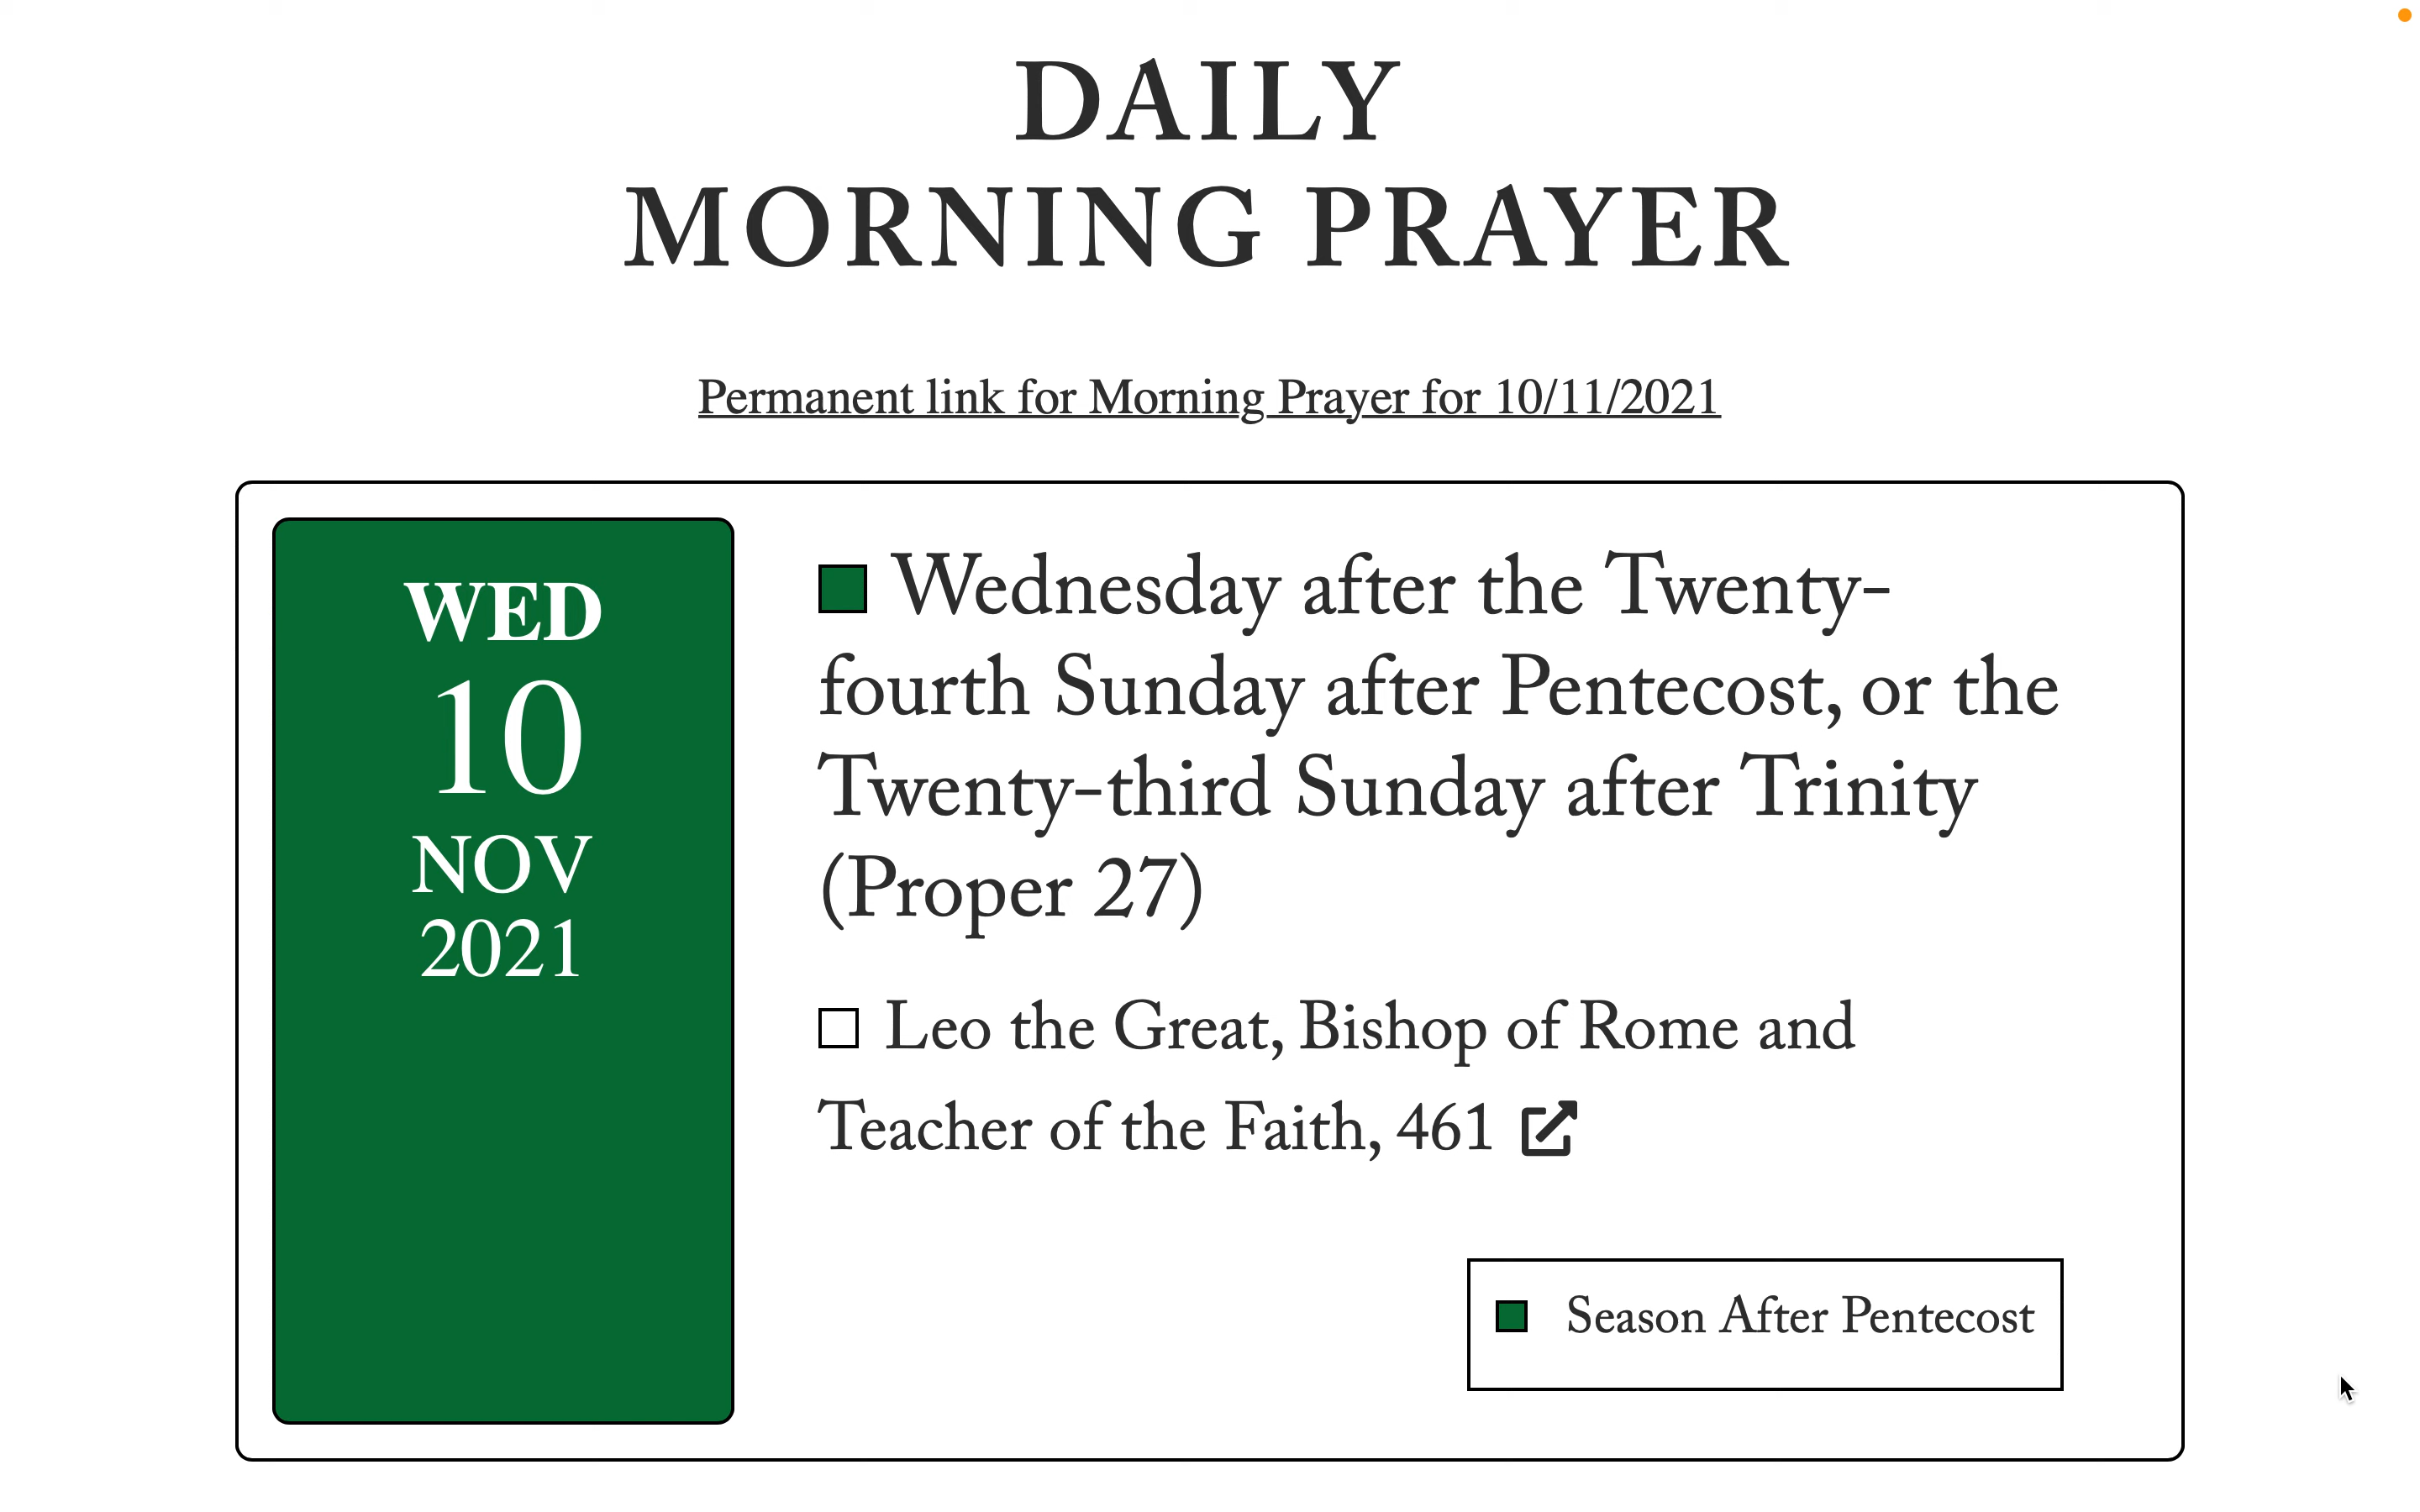 DAILY
MORNING PRAYER
Permanent link for Morning Prayer for 10/11/2021
WED
10
NOV
2021
Wednesday after the Twenty-
fourth Sunday after Pentecost, or the
Twenty-third Sunday after Trinity
(Proper 27)
Leo the Great, Bishop of Rome and
Teacher of the Faith, 461
Season After Pentecost